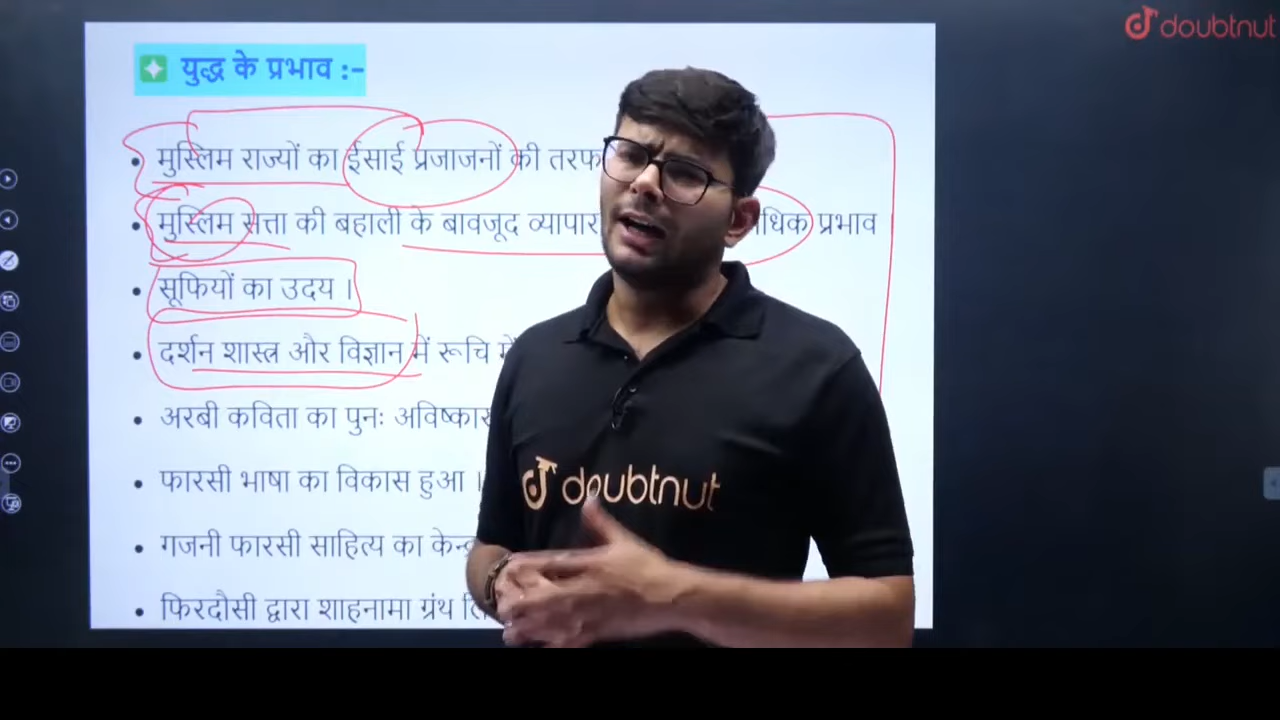 doubtnut
युद्ध के प्रभाव :-
• मुस्लिम राज्यों का ईसाई प्रजाजनों की तरफ
• मुस्लिम सत्ता की बहाली के बावजूद व्यापार प्रभाव
• सूफियों का उदय ।
• दर्शन शास्त्र और विज्ञान में रूचि
• अरबी कविता का पुनः अविष्कार
• फारसी भाषा का विकास हुआ ।
• गजनी फारसी साहित्य का
• फिरदौसी द्वारा शाहनामा ग्रंथ
doubtnut